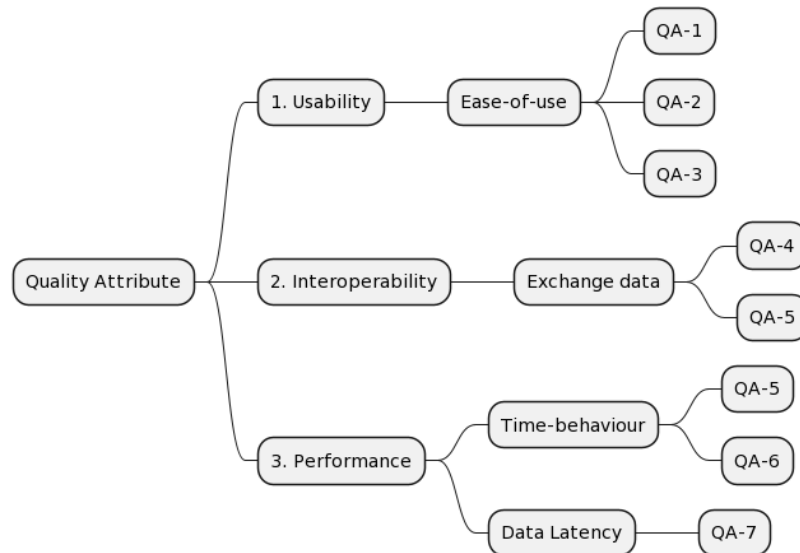 QA-1
1. Usability
Ease-of-use
QA-2
QA-3
QA-4
Quality Attribute
2. Interoperability
Exchange data
QA-5
QA-5
Time-behaviour
3. Performance
QA-6
Data Latency
QA-7